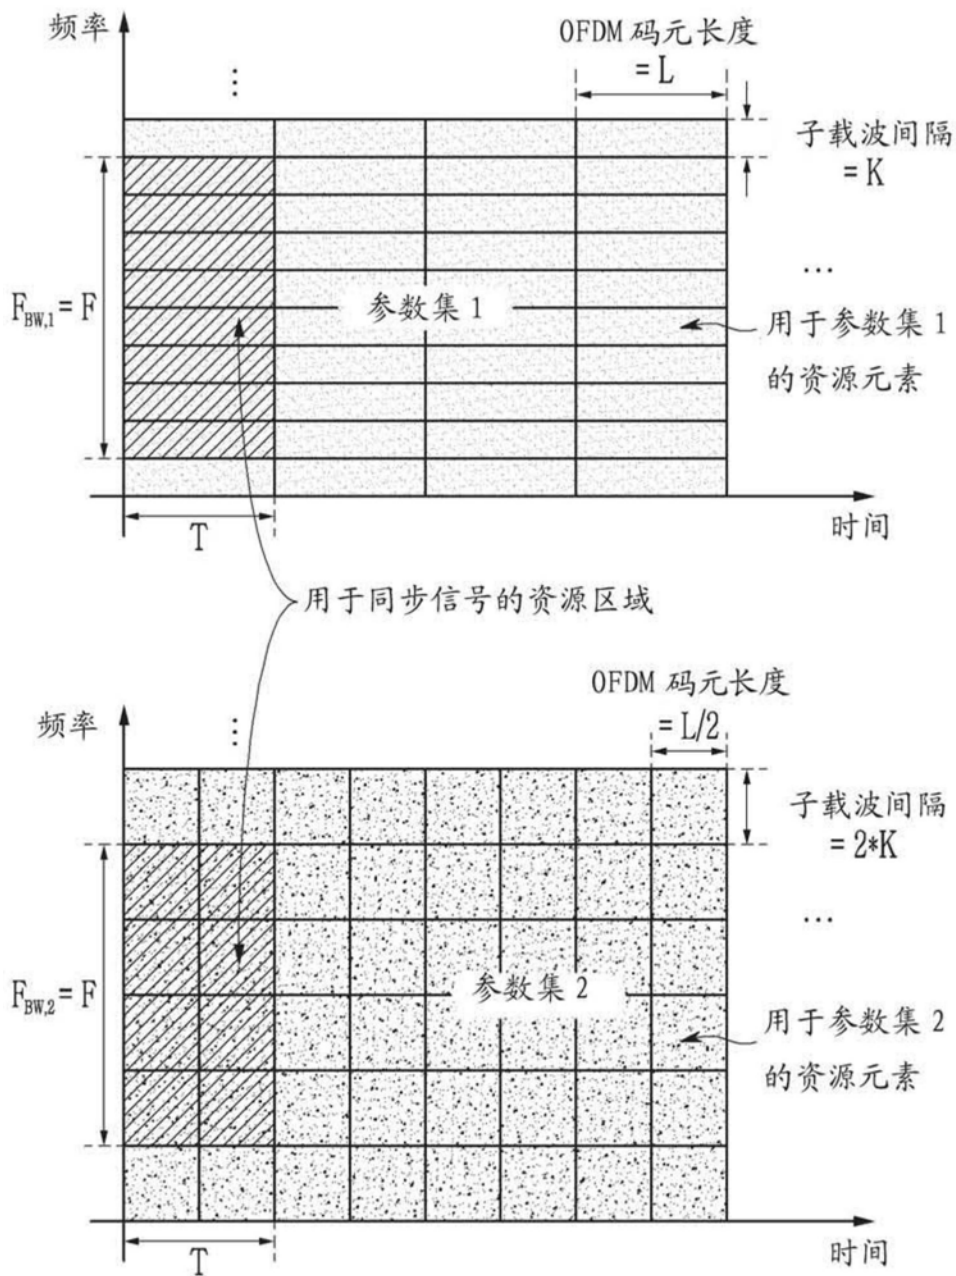 频率
OFDM 码元长度
= L
⋮
子载波间隔
= K
F_BW,1 = F
参数集 1
...
用于参数集 1
的资源元素
时间
T
用于同步信号的资源区域
OFDM 码元长度
= L/2
频率
⋮
子载波间隔
= 2*K
F_BW,2 = F
参数集 2
...
用于参数集 2
的资源元素
时间
T